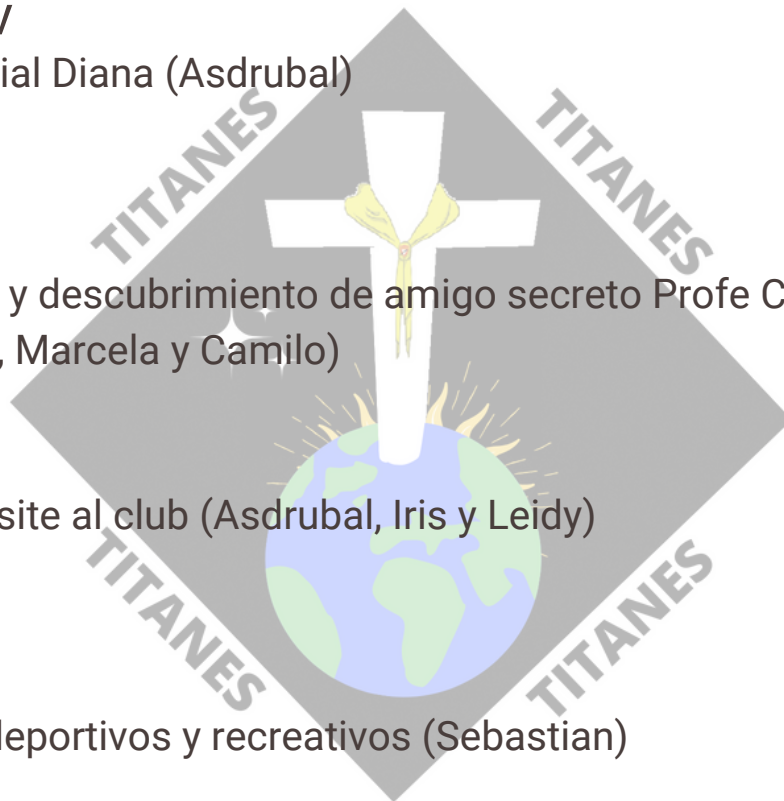 ial Diana (Asdrubal)
TITANES
TITANES
y descubrimiento de amigo secreto Profe C
, Marcela y Camilo)
site al club (Asdrubal, Iris y Leidy)
TITANES
TITANES
deportivos y recreativos (Sebastian)